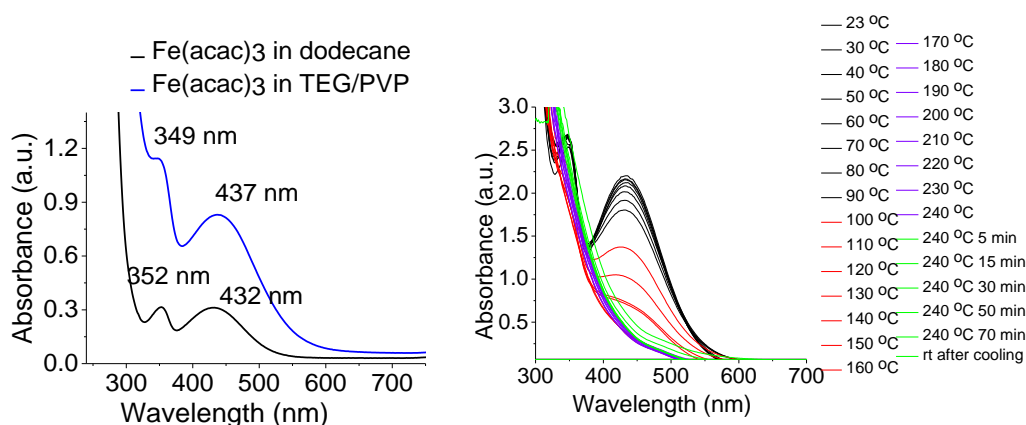 Fe(acac)3 in dodecane
Fe(acac)3 in TEG/PVP
349 nm
437 nm
352 nm
432 nm
1.2
0.9
0.6
0.3
0.0
300 400 500 600 700
Absorbance (a.u.)
Wavelength (nm)
3.0
2.5
2.0
1.5
1.0
0.5
300 400 500 600 700
Absorbance (a.u.)
Wavelength (nm)
23 ºC
30 ºC
40 ºC
50 ºC
60 ºC
70 ºC
80 ºC
90 ºC
100 ºC
110 ºC
120 ºC
130 ºC
140 ºC
150 ºC
160 ºC
170 ºC
180 ºC
190 ºC
200 ºC
210 ºC
220 ºC
230 ºC
240 ºC
240 ºC 5 min
240 ºC 15 min
240 ºC 30 min
240 ºC 50 min
240 ºC 70 min
rt after cooling